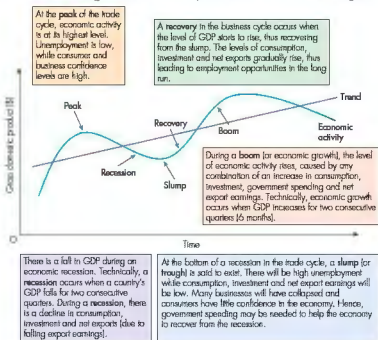 At the peak of the trade
cycle, economic activity
is at its highest level.
Unemployment is low,
while consumer and
business confidence
levels are high.
A recovery in the business cycle occurs when
the level of GDP starts to rise, thus recovering
from the slump. The levels of consumption,
investment and net exports gradually rise, thus
leading to employment opportunities in the long
run.
Gross domestic product ($)
Peak
Recession
Slump
Recovery
Boom
Trend
Economic
activity
During a boom (or economic growth), the level
of economic activity rises, caused by any
combination of an increase in consumption,
investment, government spending and net
export earnings. Technically, economic growth
occurs when GDP increases for two consecutive
quarters (6 months).
O
Time
There is a fall in GDP during an
economic recession. Technically, a
recession occurs when a country's
GDP falls for two consecutive
quarters. During a recession, there
is a decline in consumption,
investment and net exports (due to
falling export earnings).
At the bottom of a recession in the trade cycle, a slump (or
trough) is said to exist. There will be high unemployment
while consumption, investment and net export earnings will
be low. Many businesses will have collapsed and
consumers have little confidence in the economy. Hence,
government spending may be needed to help the economy
to recover from the recession.